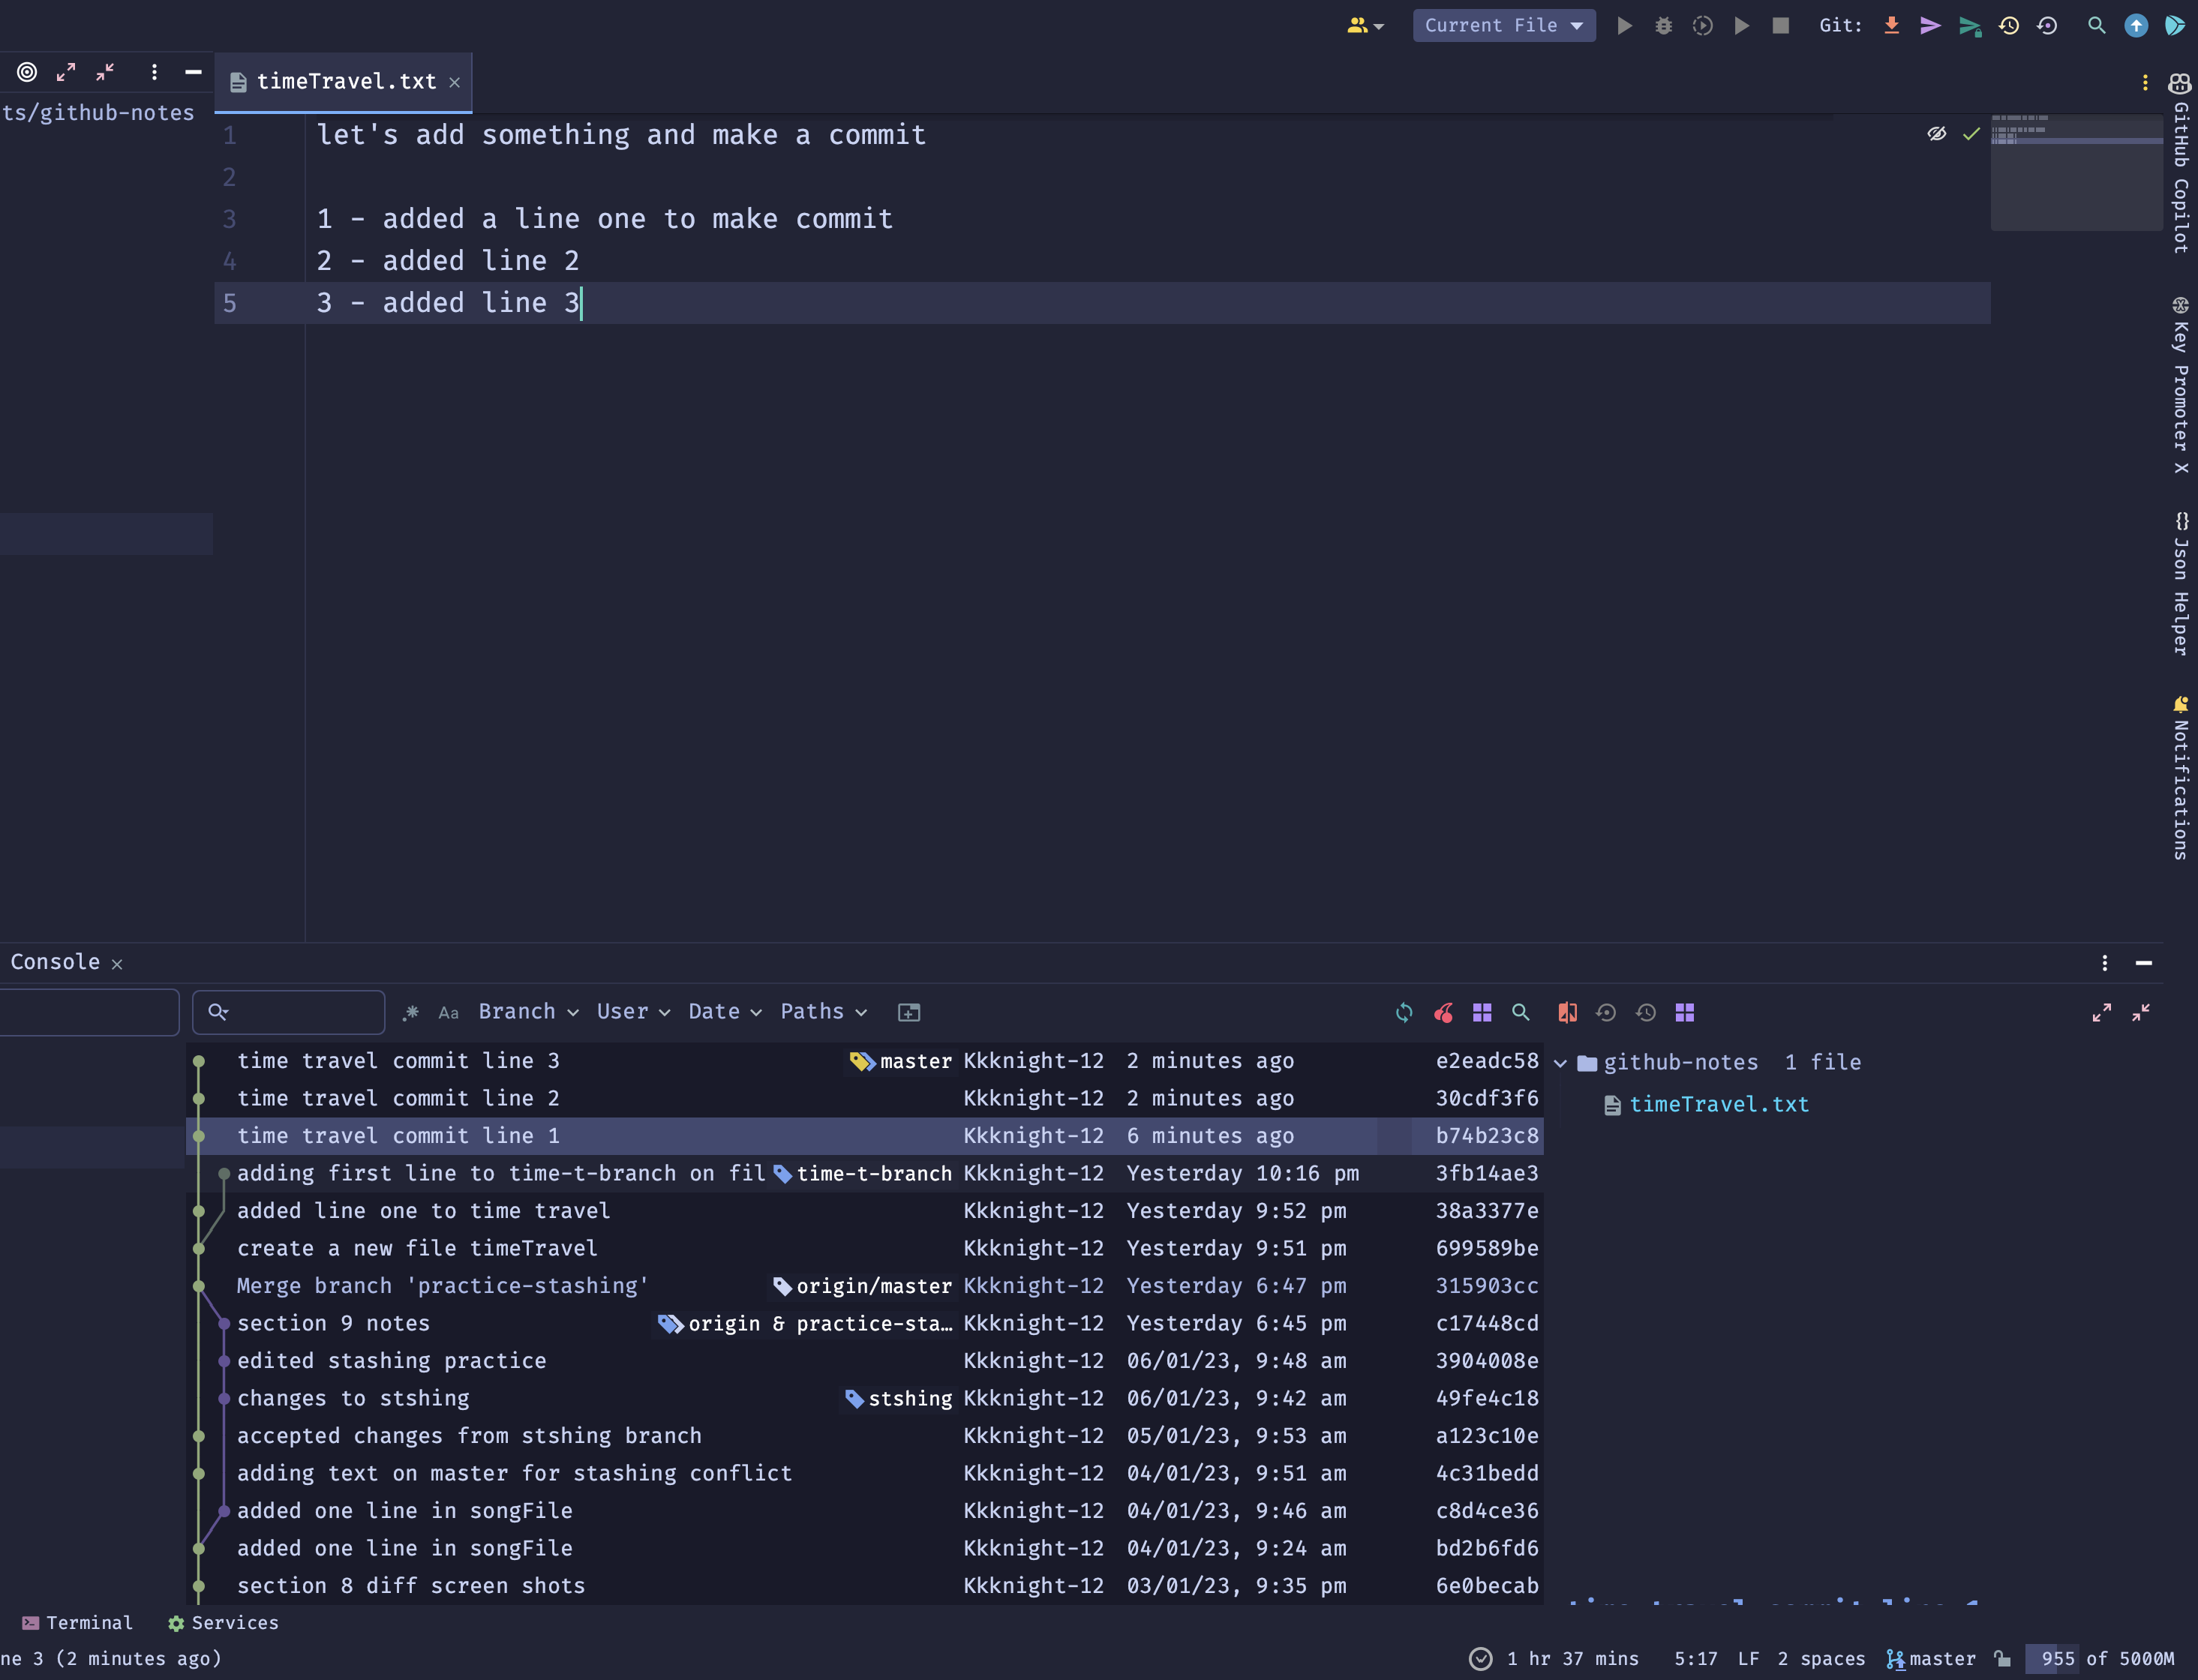 Current File
Git:
timeTravel.txt
ts/github-notes
1 let's add something and make a commit
2
3 1 - added a line one to make commit
4 2 - added line 2
5 3 - added line 3
GitHub Copilot
Key Promoter X
{} Json Helper
Notifications
Console
.* Aa Branch User Date Paths
time travel commit line 3 master Kkknight-12 2 minutes ago e2eadc58
time travel commit line 2 Kkknight-12 2 minutes ago 30cdf3f6
time travel commit line 1 Kkknight-12 6 minutes ago b74b23c8
adding first line to time-t-branch on fil time-t-branch Kkknight-12 Yesterday 10:16 pm 3fb14ae3
added line one to time travel Kkknight-12 Yesterday 9:52 pm 38a3377e
create a new file timeTravel Kkknight-12 Yesterday 9:51 pm 699589be
Merge branch 'practice-stashing' origin/master Kkknight-12 Yesterday 6:47 pm 315903cc
section 9 notes origin & practice-sta… Kkknight-12 Yesterday 6:45 pm c17448cd
edited stashing practice Kkknight-12 06/01/23, 9:48 am 3904008e
changes to stshing stshing Kkknight-12 06/01/23, 9:42 am 49fe4c18
accepted changes from stshing branch Kkknight-12 05/01/23, 9:53 am a123c10e
adding text on master for stashing conflict Kkknight-12 04/01/23, 9:51 am 4c31bedd
added one line in songFile Kkknight-12 04/01/23, 9:46 am c8d4ce36
added one line in songFile Kkknight-12 04/01/23, 9:24 am bd2b6fd6
section 8 diff screen shots Kkknight-12 03/01/23, 9:35 pm 6e0becab
github-notes 1 file
timeTravel.txt
Terminal Services
ne 3 (2 minutes ago)
1 hr 37 mins 5:17 LF 2 spaces master 955 of 5000M